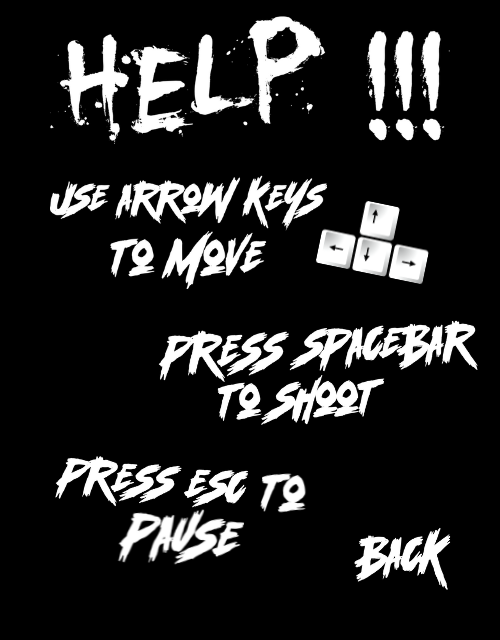 HELP !!!
USE ARROW KEYS
TO MOVE
PRESS SPACEBAR
TO SHOOT
PRESS ESC TO
PAUSE
BACK